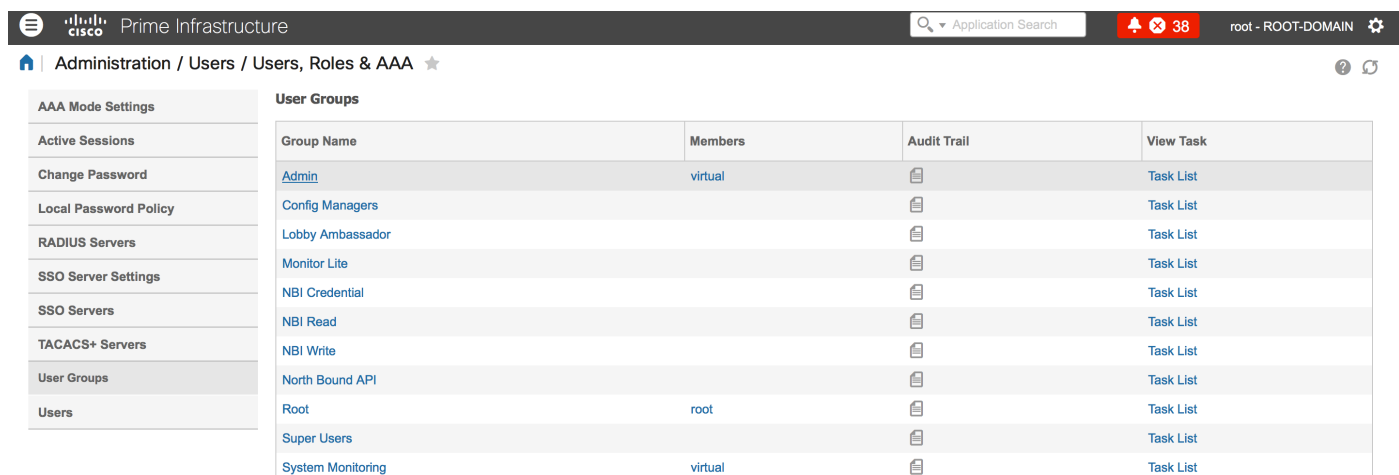 cisco Prime Infrastructure Application Search 38 root - ROOT-DOMAIN
Administration / Users / Users, Roles & AAA
AAA Mode Settings
Active Sessions
Change Password
Local Password Policy
RADIUS Servers
SSO Server Settings
SSO Servers
TACACS+ Servers
User Groups
Users
User Groups
Group Name Members Audit Trail View Task
Admin virtual Task List
Config Managers Task List
Lobby Ambassador Task List
Monitor Lite Task List
NBI Credential Task List
NBI Read Task List
NBI Write Task List
North Bound API Task List
Root root Task List
Super Users Task List
System Monitoring virtual Task List